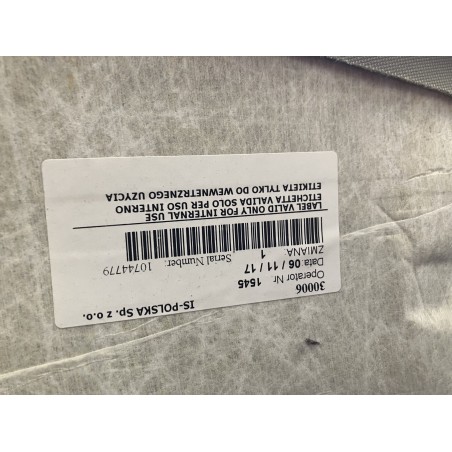 IS-POLSKA Sp. z o.o.
30006
Operator Nr 1545
Data 06 / 11 / 17
ZMIANA 1
Serial Number: 10744779
LABEL VALID ONLY FOR INTERNAL USE
ETICHETTA VALIDA SOLO PER USO INTERNO
ETIKIETA TYLKO DO WEWNETRZNEGO UZYCIA